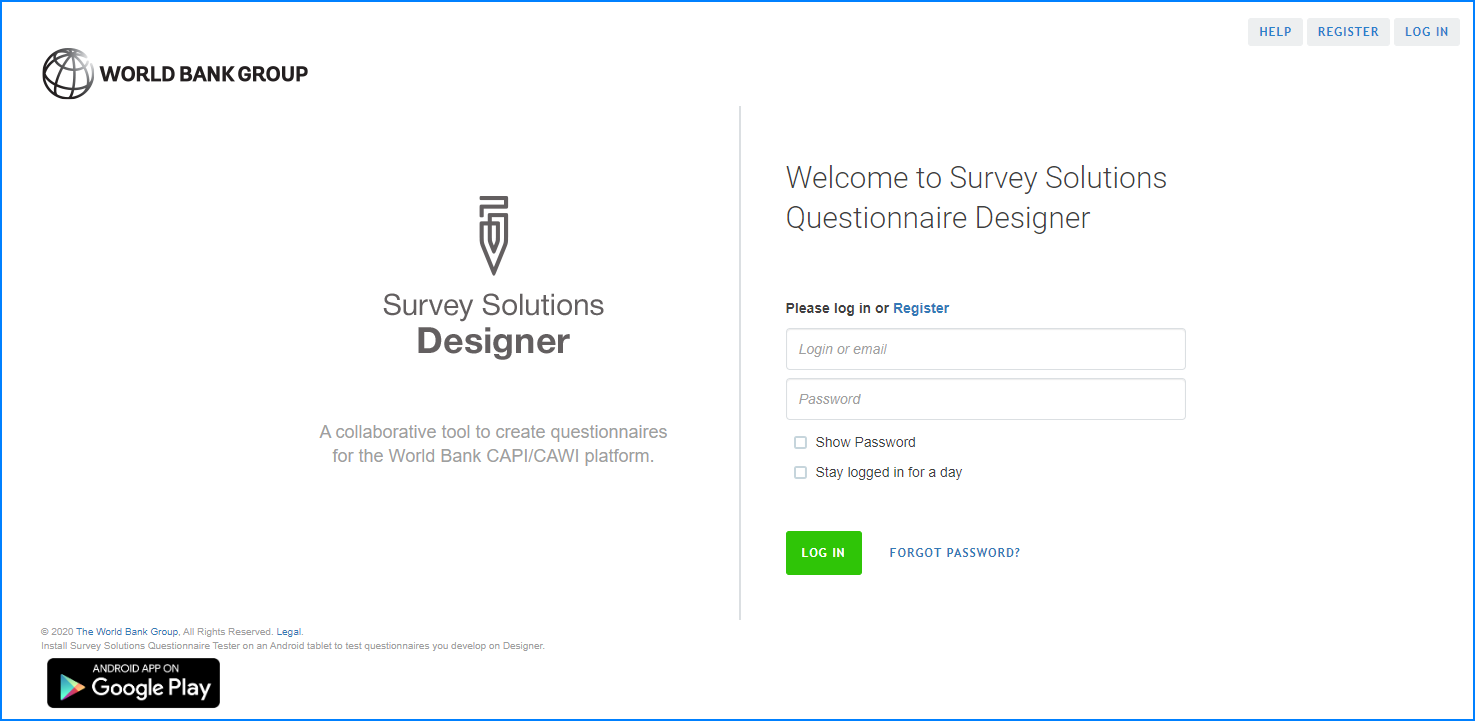 HELP REGISTER LOG IN
WORLD BANK GROUP
Survey Solutions
Designer
A collaborative tool to create questionnaires
for the World Bank CAPI/CAWI platform.
Welcome to Survey Solutions
Questionnaire Designer
Please log in or Register
Login or email
Password
Show Password
Stay logged in for a day
LOG IN FORGOT PASSWORD?
© 2020 The World Bank Group, All Rights Reserved. Legal.
Install Survey Solutions Questionnaire Tester on an Android tablet to test questionnaires you develop on Designer.
ANDROID APP ON
Google Play